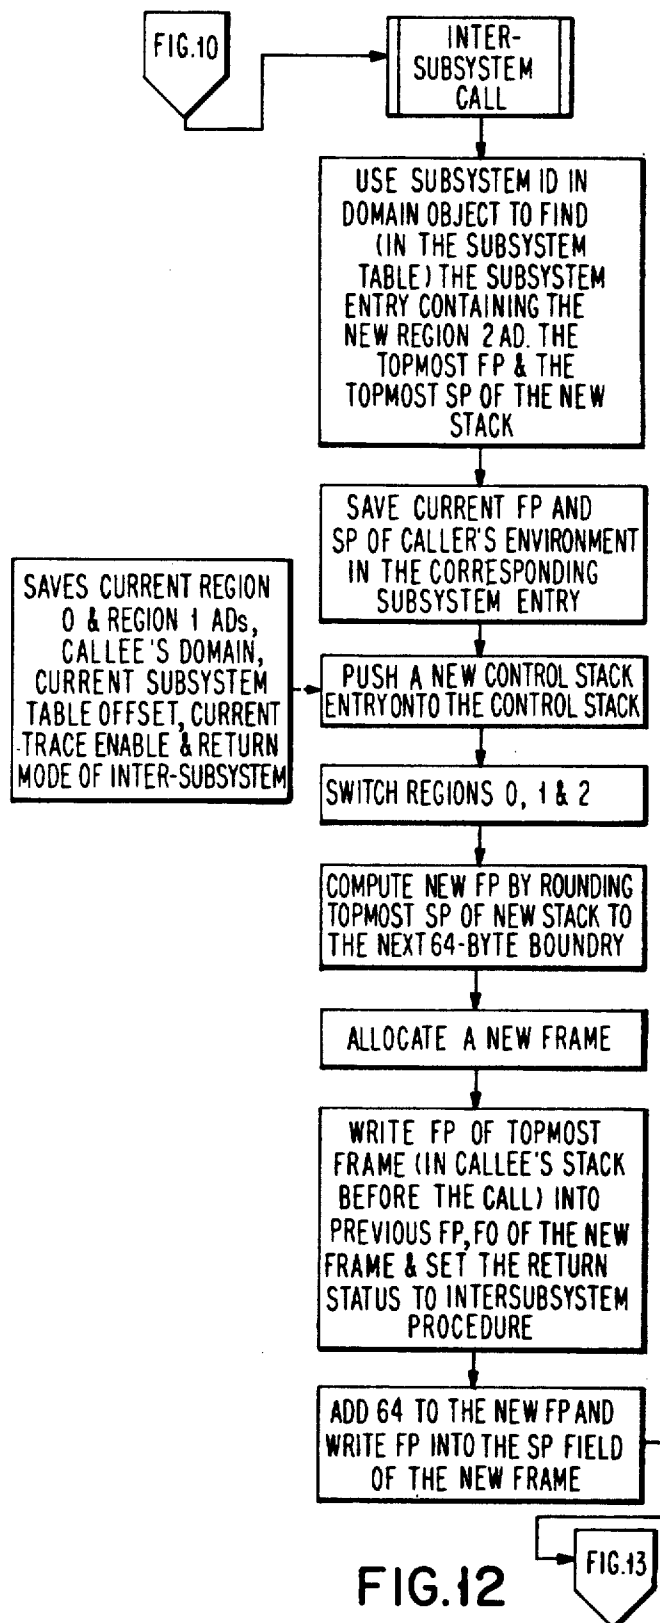 FIG.10
INTER-
SUBSYSTEM
CALL
USE SUBSYSTEM ID IN
DOMAIN OBJECT TO FIND
(IN THE SUBSYSTEM
TABLE) THE SUBSYSTEM
ENTRY CONTAINING THE
NEW REGION 2 AD. THE
TOPMOST FP & THE
TOPMOST SP OF THE NEW
STACK
SAVE CURRENT FP AND
SP OF CALLER'S ENVIRONMENT
IN THE CORRESPONDING
SUBSYSTEM ENTRY
SAVES CURRENT REGION
0 & REGION 1 ADs,
CALLEE'S DOMAIN,
CURRENT SUBSYSTEM
TABLE OFFSET, CURRENT
TRACE ENABLE & RETURN
MODE OF INTER-SUBSYSTEM
PUSH A NEW CONTROL STACK
ENTRY ONTO THE CONTROL STACK
SWITCH REGIONS 0, 1 & 2
COMPUTE NEW FP BY ROUNDING
TOPMOST SP OF NEW STACK TO
THE NEXT 64-BYTE BOUNDRY
ALLOCATE A NEW FRAME
WRITE FP OF TOPMOST
FRAME (IN CALLEE'S STACK
BEFORE THE CALL) INTO
PREVIOUS FP, F0 OF THE NEW
FRAME & SET THE RETURN
STATUS TO INTERSUBSYSTEM
PROCEDURE
ADD 64 TO THE NEW FP AND
WRITE FP INTO THE SP FIELD
OF THE NEW FRAME
FIG.13
FIG.12